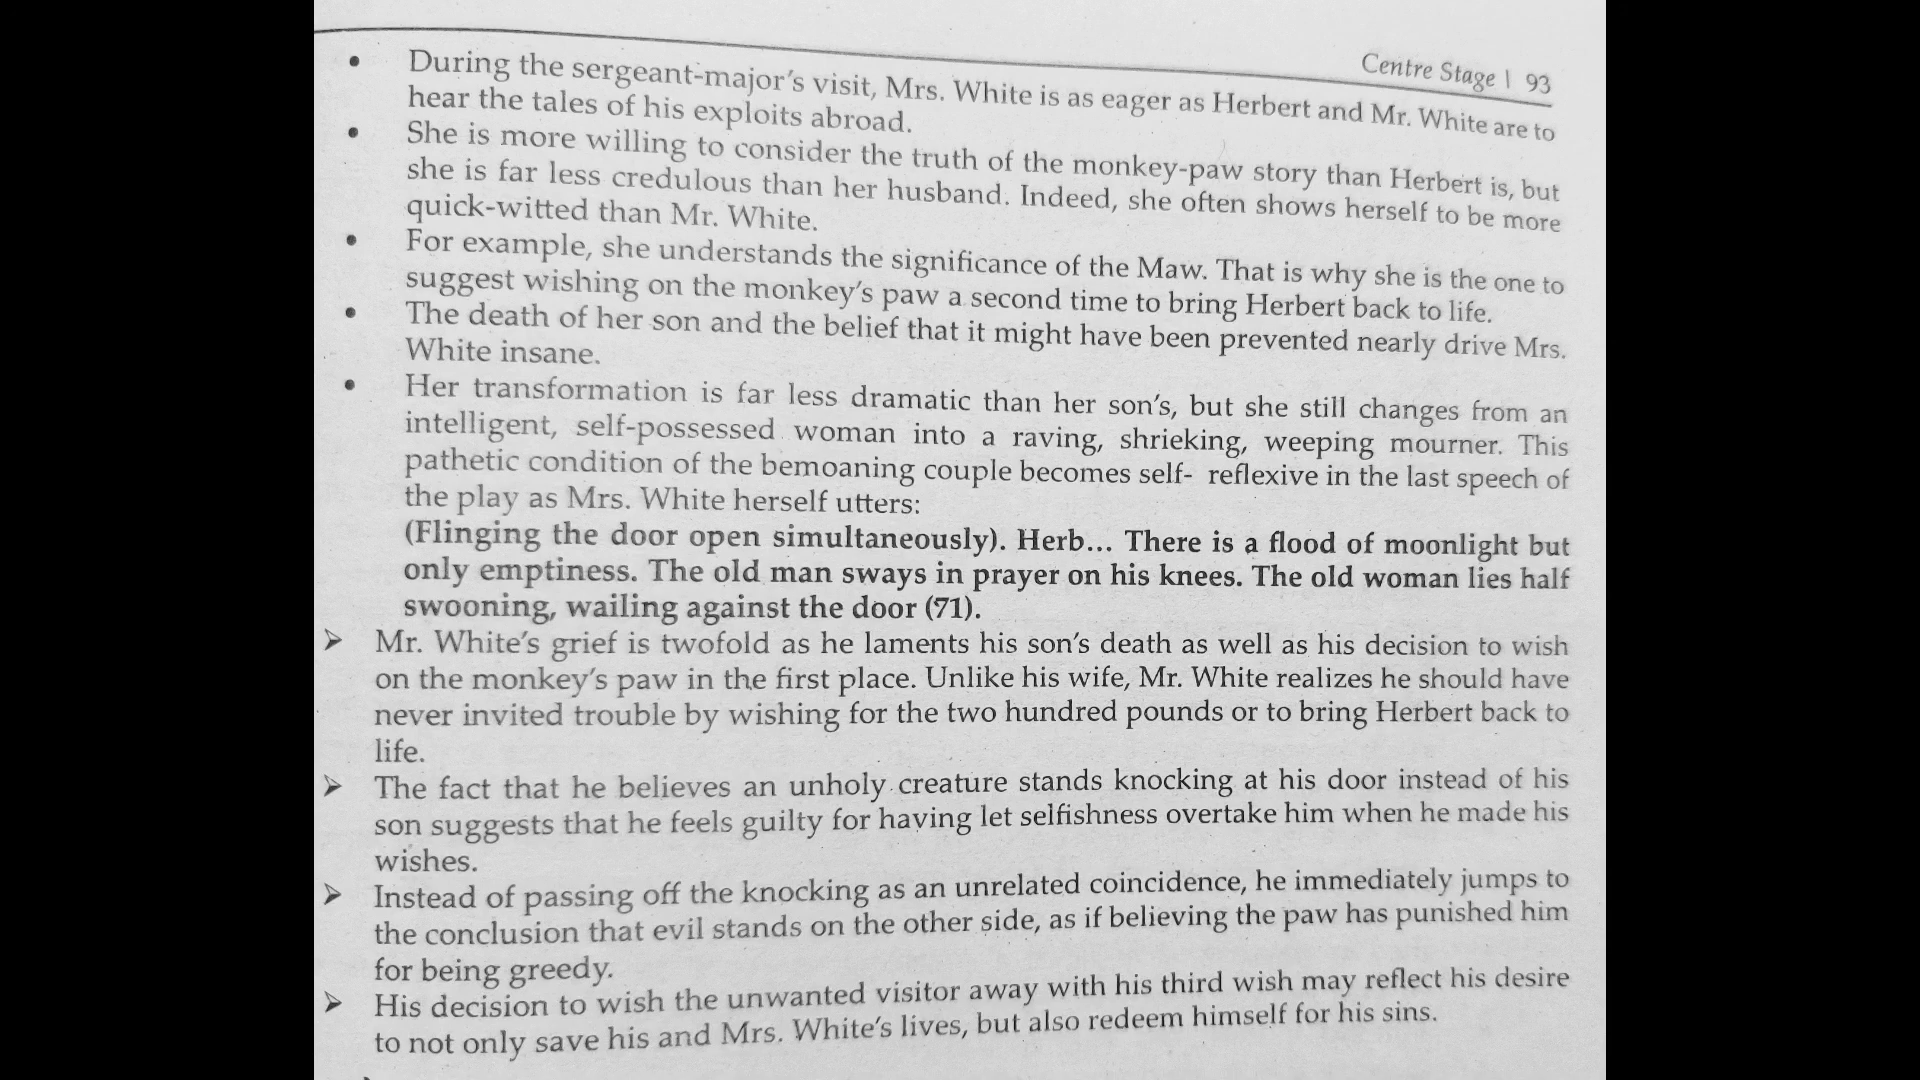 Centre Stage | 93
• During the sergeant-major's visit, Mrs. White is as eager as Herbert and Mr. White are to
hear the tales of his exploits abroad.
• She is more willing to consider the truth of the monkey-paw story than Herbert is, but
she is far less credulous than her husband. Indeed, she often shows herself to be more
quick-witted than Mr. White.
• For example, she understands the significance of the Maw. That is why she is the one to
suggest wishing on the monkey's paw a second time to bring Herbert back to life.
• The death of her son and the belief that it might have been prevented nearly drive Mrs.
White insane.
• Her transformation is far less dramatic than her son's, but she still changes from an
intelligent, self-possessed woman into a raving, shrieking, weeping mourner. This
pathetic condition of the bemoaning couple becomes self- reflexive in the last speech of
the play as Mrs. White herself utters:
(Flinging the door open simultaneously). Herb... There is a flood of moonlight but
only emptiness. The old man sways in prayer on his knees. The old woman lies half
swooning, wailing against the door (71).
➢ Mr. White's grief is twofold as he laments his son's death as well as his decision to wish
on the monkey's paw in the first place. Unlike his wife, Mr. White realizes he should have
never invited trouble by wishing for the two hundred pounds or to bring Herbert back to
life.
➢ The fact that he believes an unholy creature stands knocking at his door instead of his
son suggests that he feels guilty for having let selfishness overtake him when he made his
wishes.
➢ Instead of passing off the knocking as an unrelated coincidence, he immediately jumps to
the conclusion that evil stands on the other side, as if believing the paw has punished him
for being greedy.
➢ His decision to wish the unwanted visitor away with his third wish may reflect his desire
to not only save his and Mrs. White's lives, but also redeem himself for his sins.